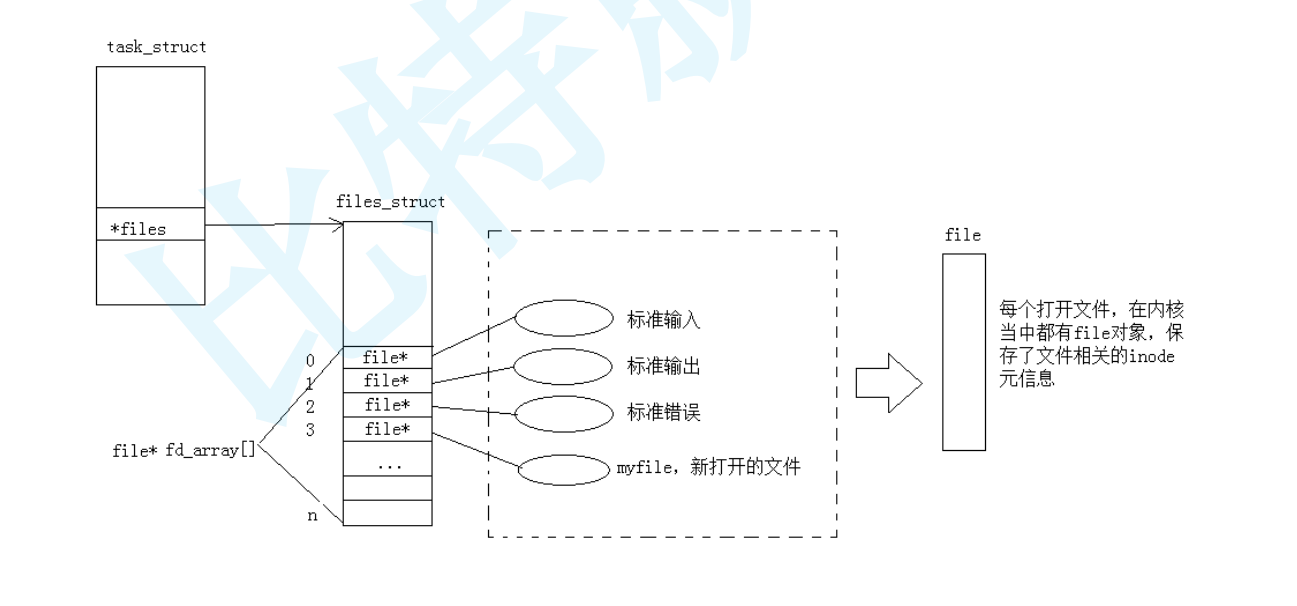 task_struct
*files
files_struct
file
每个打开文件，在内核
当中都有file对象，保
存了文件相关的inode
元信息
标准输入
0 file*
标准输出
1 file*
2 file*
标准错误
3 file*
file* fd_array[]
...
myfile，新打开的文件
n
比特